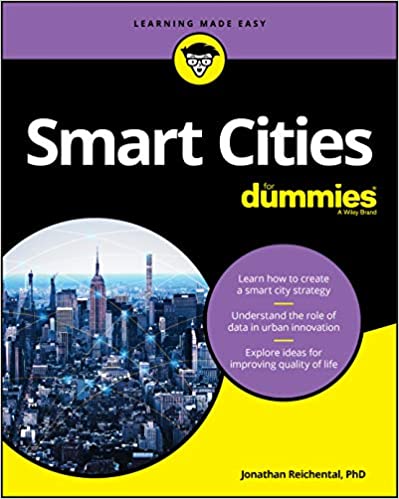 LEARNING MADE EASY
Smart Cities
for
dummies®
A Wiley Brand
Learn how to create
a smart city strategy
Understand the role of
data in urban innovation
Explore ideas for
improving quality of life
Jonathan Reichental, PhD